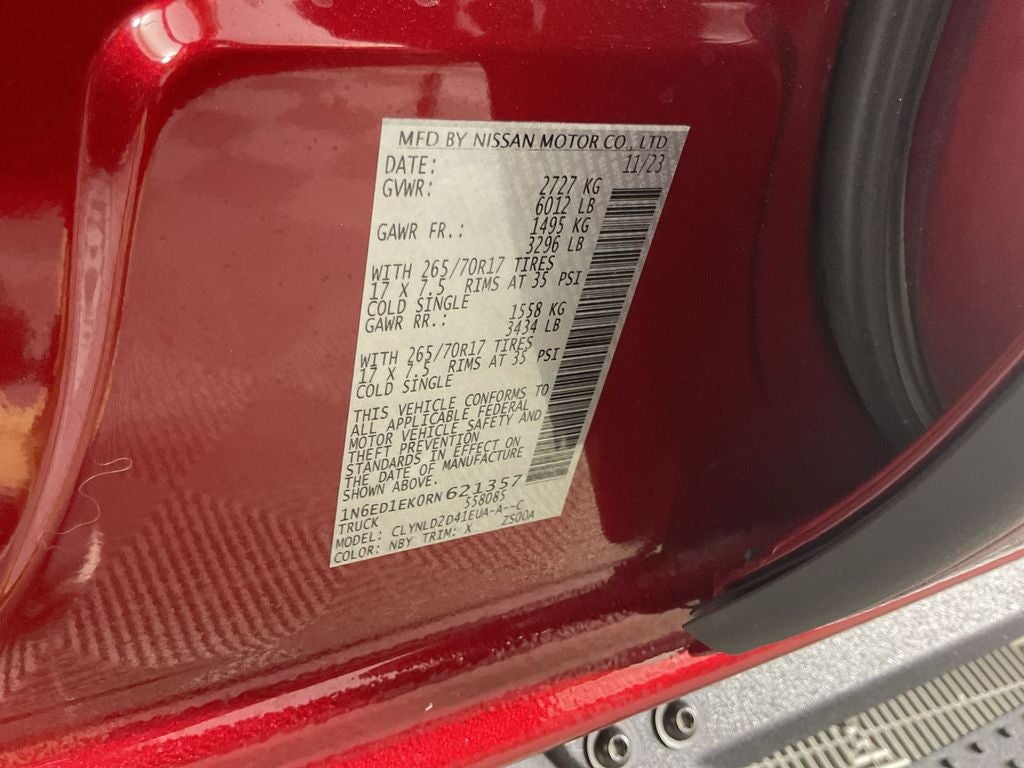 MFD BY NISSAN MOTOR CO., LTD
DATE: 11/23
GVWR: 2727 KG
6012 LB
GAWR FR.: 1495 KG
3296 LB
WITH 265/70R17 TIRES
17 X 7.5 RIMS AT 35 PSI
COLD SINGLE
GAWR RR.: 1558 KG
3434 LB
WITH 265/70R17 TIRES
17 X 7.5 RIMS AT 35 PSI
COLD SINGLE
THIS VEHICLE CONFORMS TO
ALL APPLICABLE FEDERAL
MOTOR VEHICLE SAFETY AND
THEFT PREVENTION
STANDARDS IN EFFECT ON
THE DATE OF MANUFACTURE
SHOWN ABOVE.
1N6ED1EK0RN621357
TRUCK 558085
MODEL: CLYNLD2D41EUA-A--C
COLOR: NBY TRIM: X ZS00A